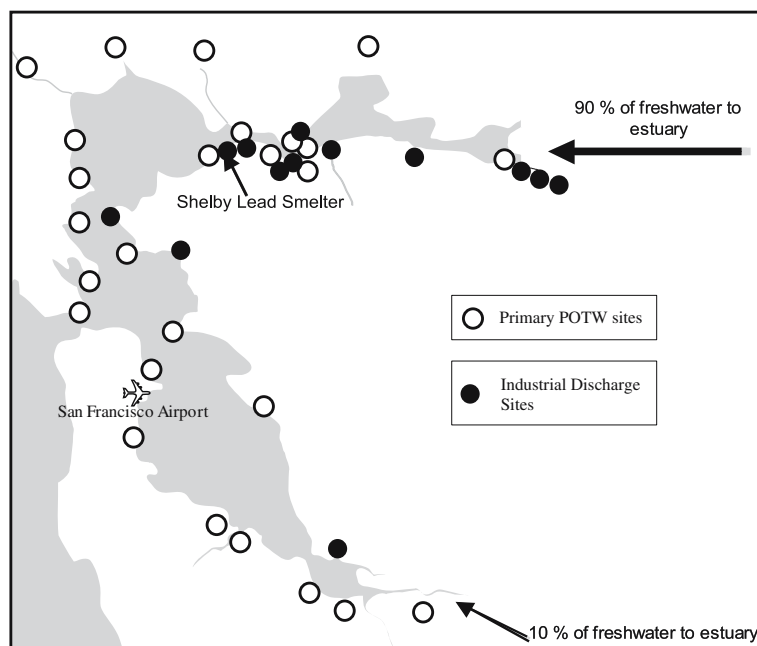 90 % of freshwater to
estuary
Shelby Lead Smelter
Primary POTW sites
Industrial Discharge
Sites
San Francisco Airport
10 % of freshwater to estuary